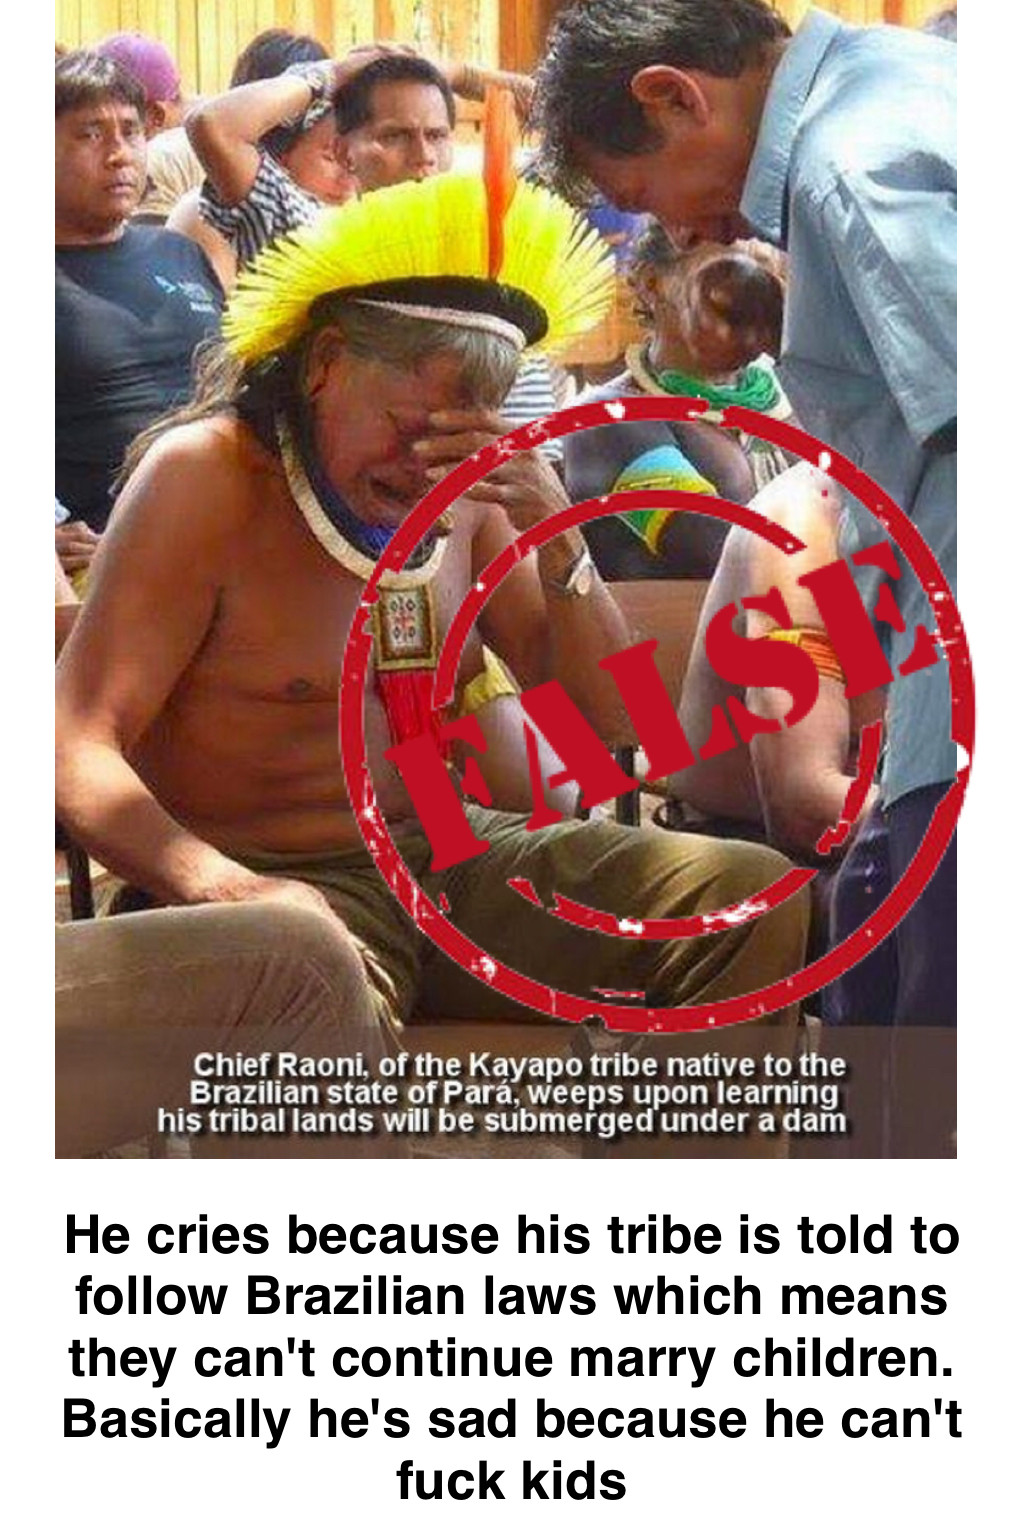 FALSE
Chief Raoni, of the Kayapo tribe native to the
Brazilian state of Pará, weeps upon learning
his tribal lands will be submerged under a dam
He cries because his tribe is told to
follow Brazilian laws which means
they can't continue marry children.
Basically he's sad because he can't
fuck kids